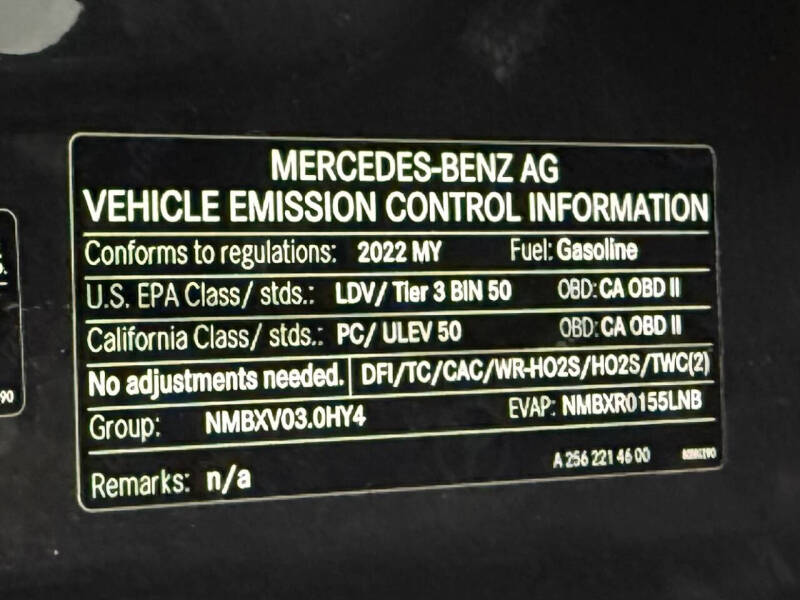 MERCEDES-BENZ AG
VEHICLE EMISSION CONTROL INFORMATION
Conforms to regulations: 2022 MY Fuel: Gasoline
U.S. EPA Class/ stds.: LDV/ Tier 3 BIN 50 OBD: CA OBD II
California Class/ stds.: PC/ ULEV 50 OBD: CA OBD II
No adjustments needed. DFI/TC/CAC/WR-HO2S/HO2S/TWC(2)
Group: NMBXV03.0HY4 EVAP: NMBXR0155LNB
Remarks: n/a A 256 221 46 00
90